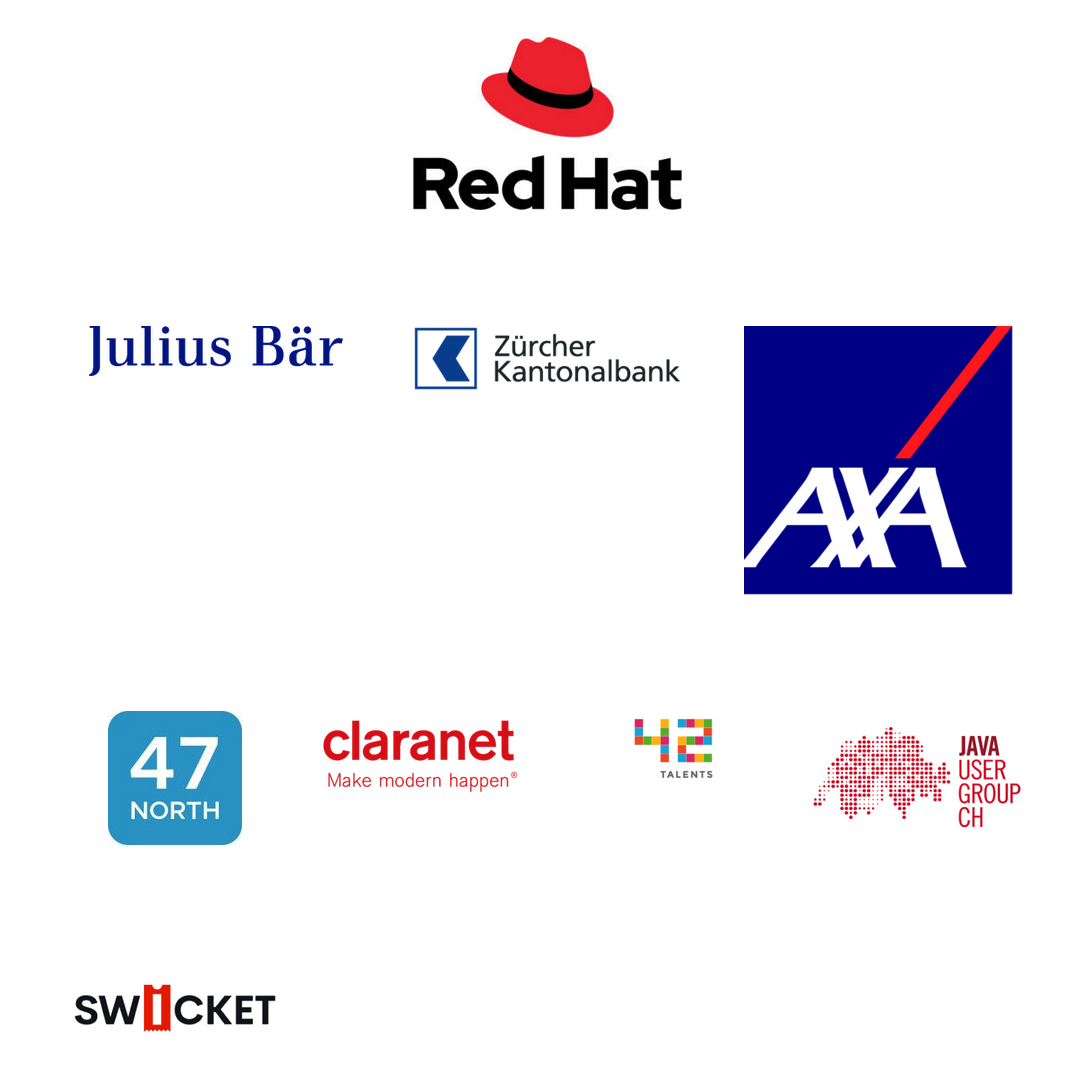 Red Hat
Julius Bär
Zürcher
Kantonalbank
AXA
47
NORTH
claranet
Make modern happen®
42
TALENTS
JAVA
USER
GROUP
CH
SWICKET